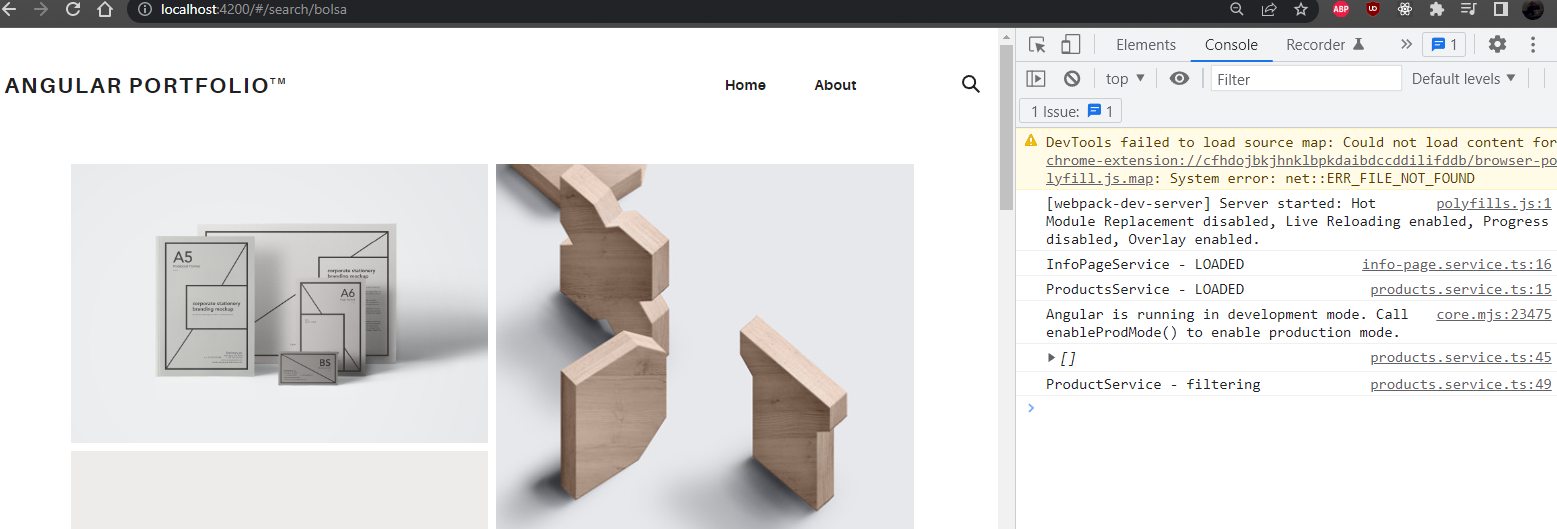 localhost:4200/#/search/bolsa
ABP
UD
ANGULAR PORTFOLIO™
Home
About
A5
corporate stationery
branding mockup
corporate stationery
branding mockup
A6
BS
Elements
Console
Recorder
1
top
Filter
Default levels
1 Issue: 1
DevTools failed to load source map: Could not load content for
chrome-extension://cfhdojbkjhnklbpkdaibdccddilifddb/browser-po
lyfill.js.map: System error: net::ERR_FILE_NOT_FOUND
[webpack-dev-server] Server started: Hot polyfills.js:1
Module Replacement disabled, Live Reloading enabled, Progress
disabled, Overlay enabled.
InfoPageService - LOADED info-page.service.ts:16
ProductsService - LOADED products.service.ts:15
Angular is running in development mode. Call core.mjs:23475
enableProdMode() to enable production mode.
[] products.service.ts:45
ProductService - filtering products.service.ts:49